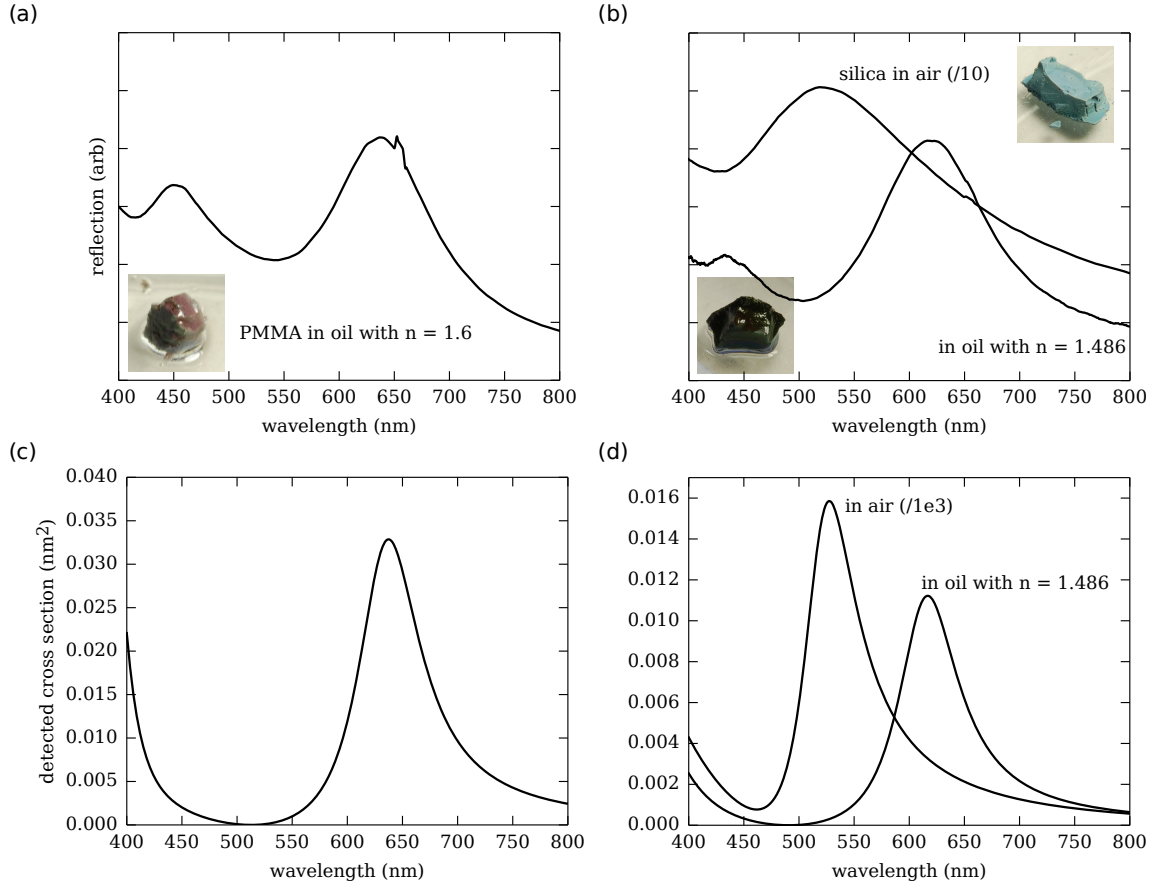 (a)
reflection (arb)
PMMA in oil with n = 1.6
400 450 500 550 600 650 700 750 800
wavelength (nm)
(b)
silica in air (/10)
in oil with n = 1.486
400 450 500 550 600 650 700 750 800
wavelength (nm)
(c)
detected cross section (nm²)
0.040
0.035
0.030
0.025
0.020
0.015
0.010
0.005
0.000
400 450 500 550 600 650 700 750 800
wavelength (nm)
(d)
0.016
0.014
0.012
0.010
0.008
0.006
0.004
0.002
0.000
in air (/1e3)
in oil with n = 1.486
400 450 500 550 600 650 700 750 800
wavelength (nm)